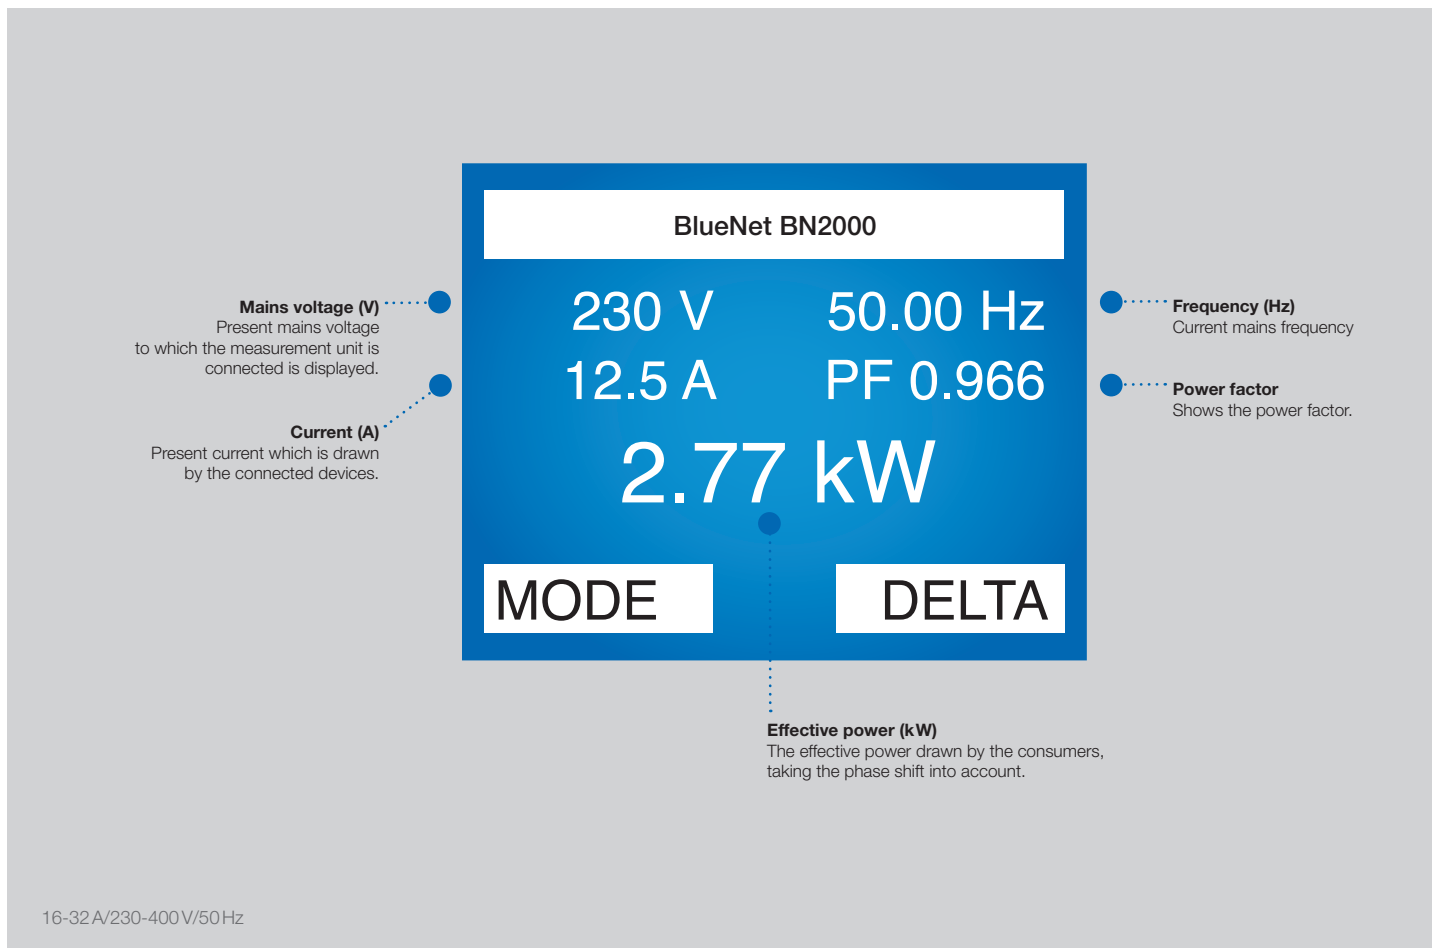 BlueNet BN2000
230 V
50.00 Hz
12.5 A
PF 0.966
2.77 kW
MODE
DELTA
Mains voltage (V)
Present mains voltage
to which the measurement unit is
connected is displayed.
Current (A)
Present current which is drawn
by the connected devices.
Frequency (Hz)
Current mains frequency
Power factor
Shows the power factor.
Effective power (kW)
The effective power drawn by the consumers,
taking the phase shift into account.
16-32 A/230-400 V/50 Hz